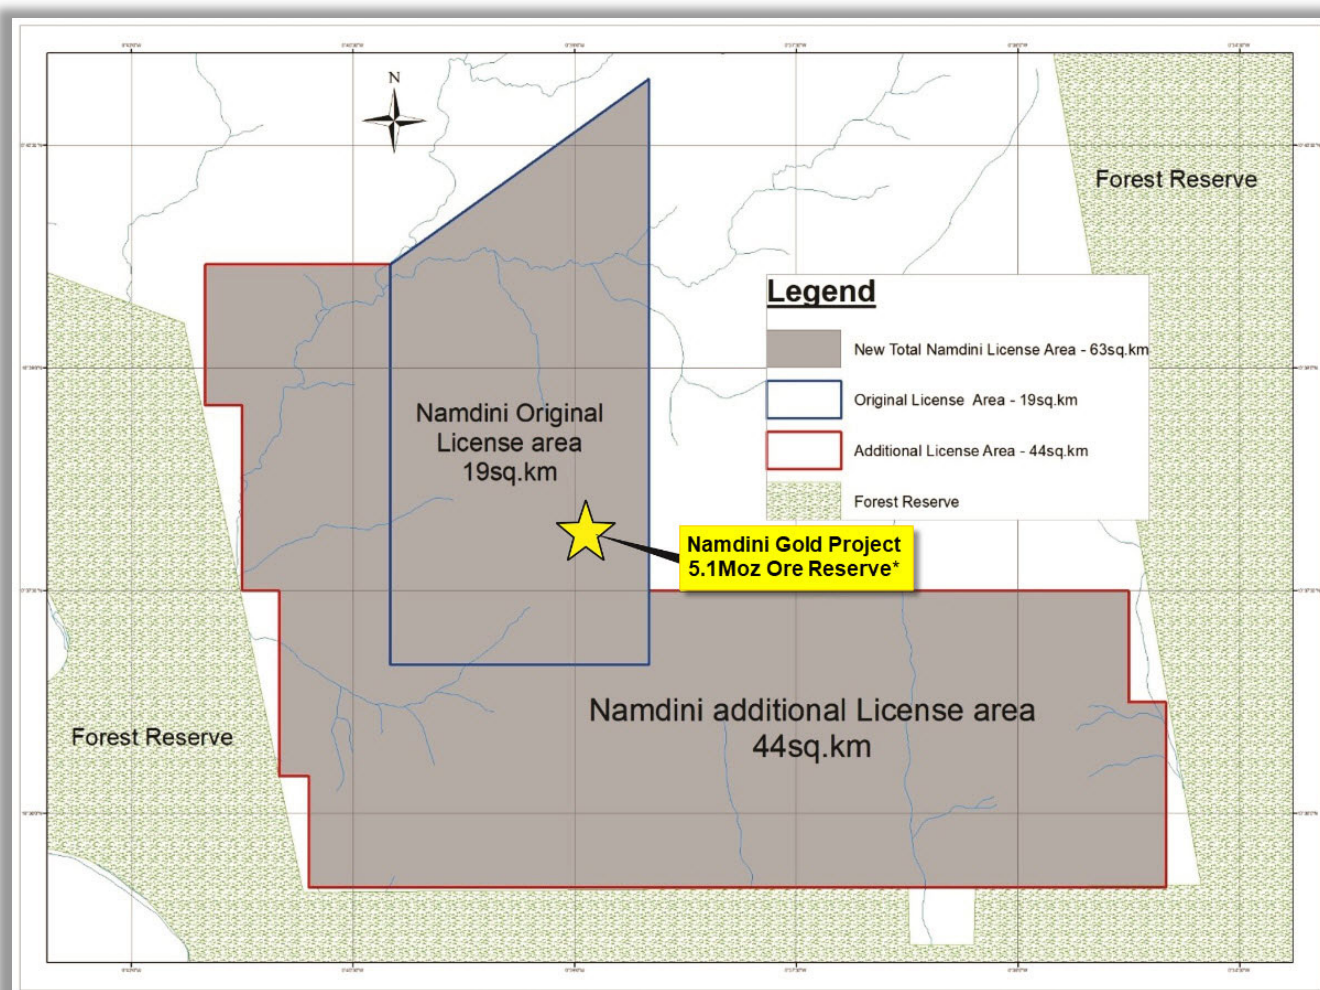 N
Forest Reserve
Legend
New Total Namdini License Area - 63sq.km
Original License Area - 19sq.km
Additional License Area - 44sq.km
Forest Reserve
Namdini Original
License area
19sq.km
Namdini Gold Project
5.1Moz Ore Reserve*
Namdini additional License area
44sq.km
Forest Reserve